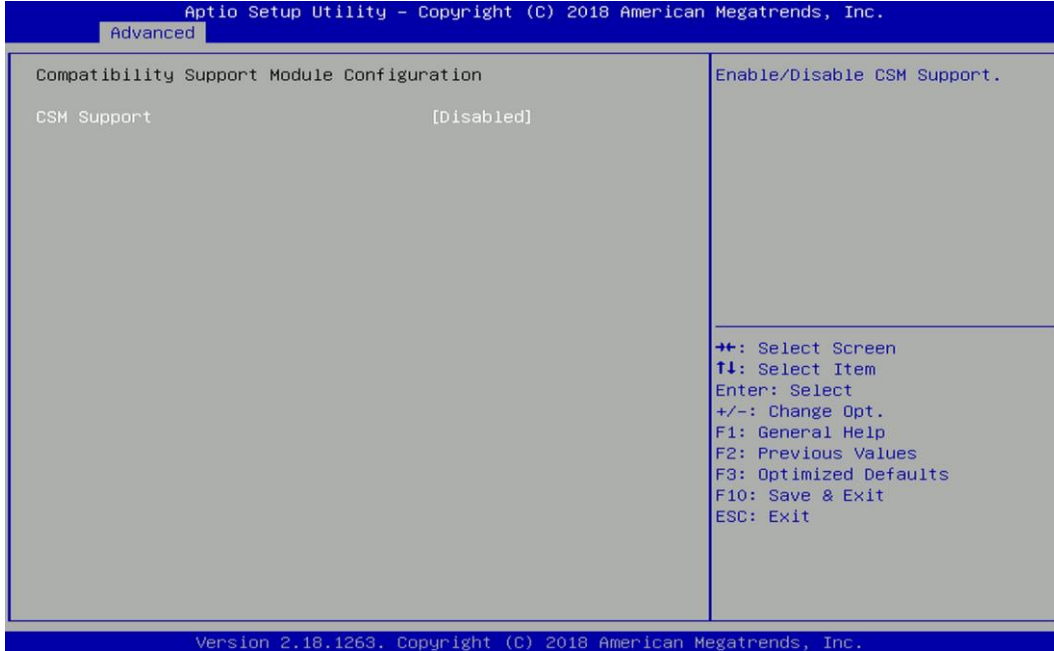 Aptio Setup Utility – Copyright (C) 2018 American Megatrends, Inc.
Advanced
Compatibility Support Module Configuration
CSM Support [Disabled]
Enable/Disable CSM Support.
→←: Select Screen
↑↓: Select Item
Enter: Select
+/-: Change Opt.
F1: General Help
F2: Previous Values
F3: Optimized Defaults
F10: Save & Exit
ESC: Exit
Version 2.18.1263. Copyright (C) 2018 American Megatrends, Inc.